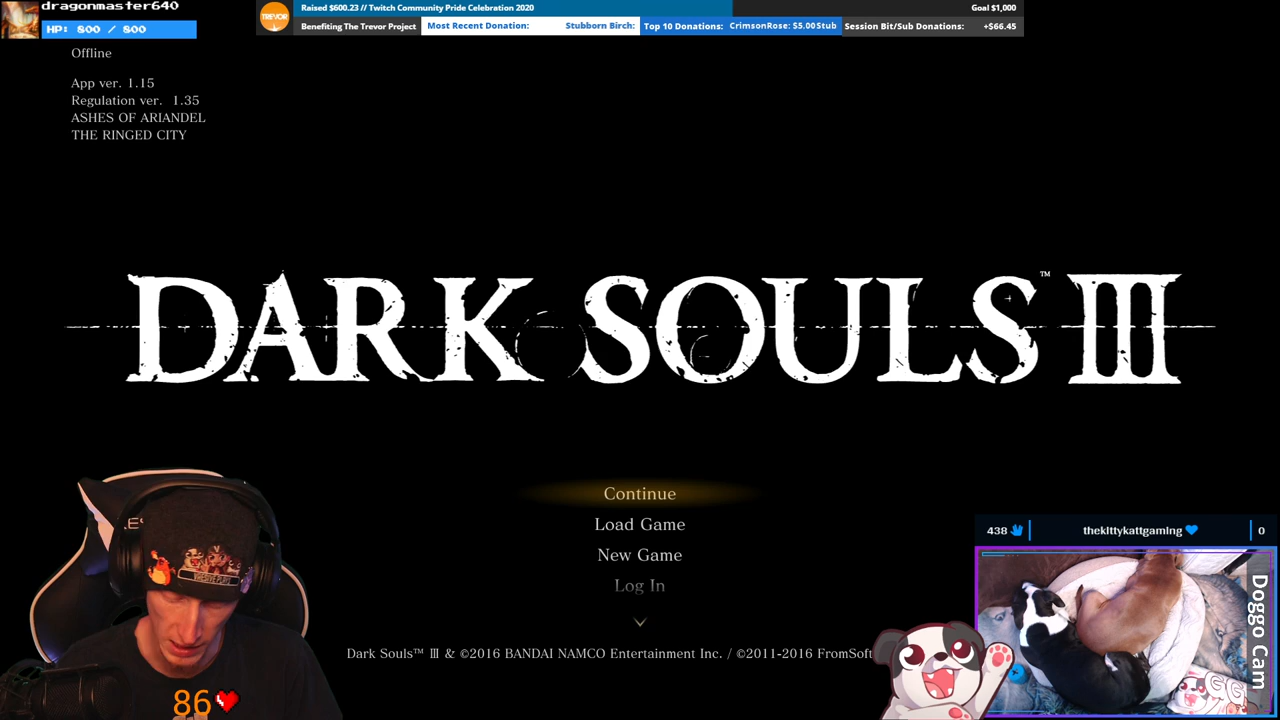 dragonmaster640
HP: 800 / 800
TREVOR
Raised $600.23 // Twitch Community Pride Celebration 2020
Goal $1,000
Benefiting The Trevor Project
Most Recent Donation:
Stubborn Birch:
Top 10 Donations:
CrimsonRose: $5.00Stub
Session Bit/Sub Donations:
+$66.45
Offline
App ver. 1.15
Regulation ver. 1.35
ASHES OF ARIANDEL
THE RINGED CITY
DARK SOULS III
™
Continue
Load Game
New Game
Log In
Dark Souls™ III & ©2016 BANDAI NAMCO Entertainment Inc. / ©2011-2016 FromSoft
86
438
thekittykattgaming
0
Doggo Cam
GG